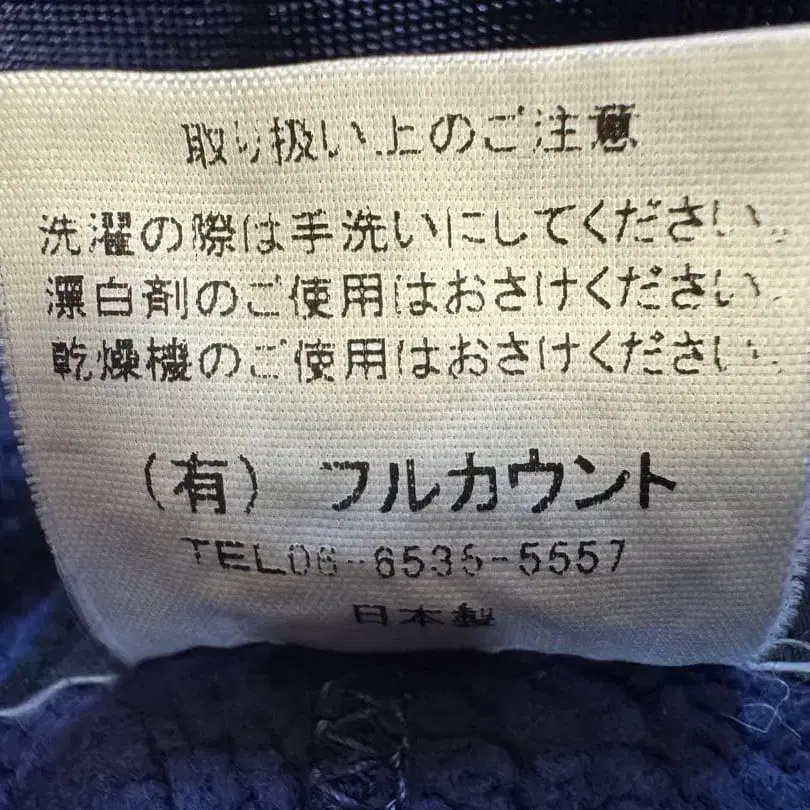 取り扱い上のご注意
洗濯の際は手洗いにしてください。
漂白剤のご使用はおさけください。
乾燥機のご使用はおさけください。
（有） フルカウント
TEL06-6535-5557
日本製